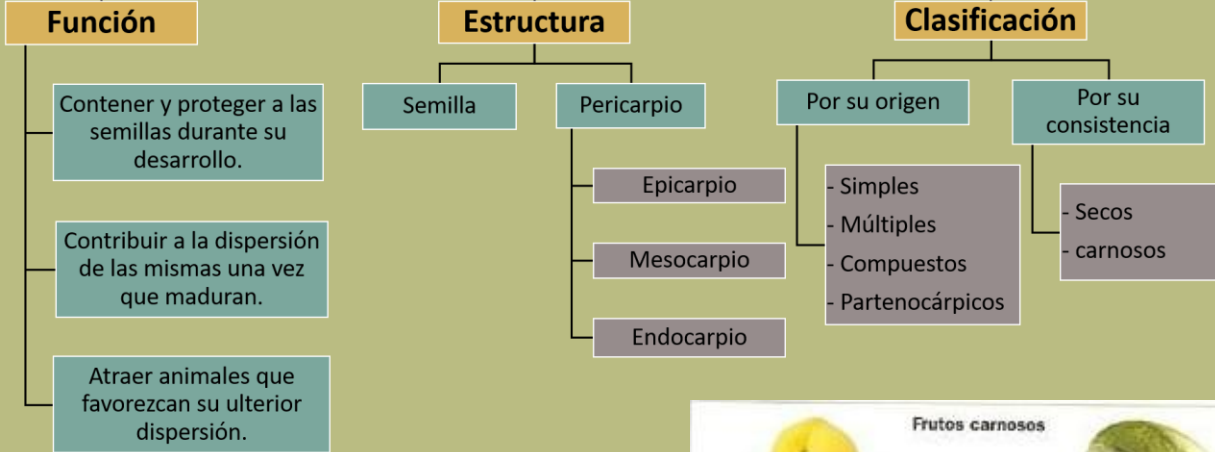 Función
Contener y proteger a las
semillas durante su
desarrollo.
Contribuir a la dispersión
de las mismas una vez
que maduran.
Atraer animales que
favorezcan su ulterior
dispersión.
Estructura
Semilla
Pericarpio
Epicarpio
Mesocarpio
Endocarpio
Clasificación
Por su origen
- Simples
- Múltiples
- Compuestos
- Partenocárpicos
Por su
consistencia
- Secos
- carnosos
Frutos carnosos